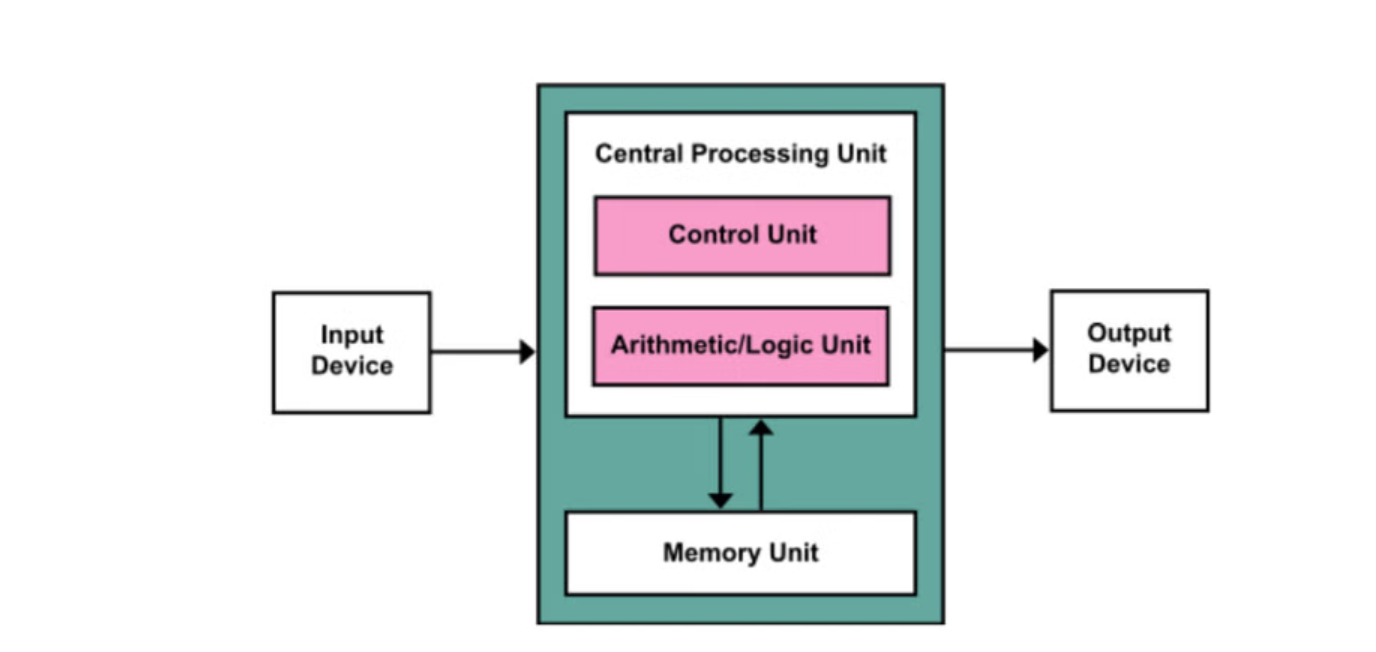 Central Processing Unit
Control Unit
Arithmetic/Logic Unit
Input
Device
Output
Device
Memory Unit